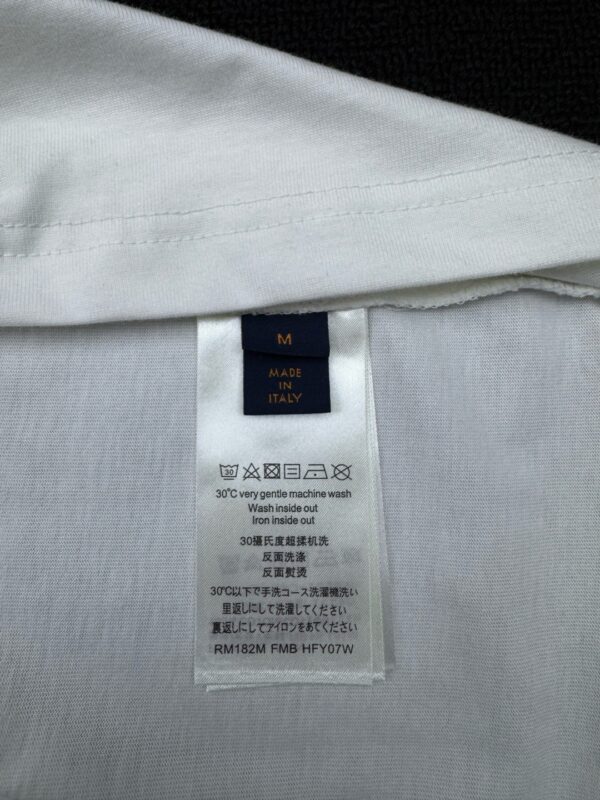 M
MADE
IN
ITALY
30
30°C very gentle machine wash
Wash inside out
Iron inside out
30攝氏度超揉机洗
反面洗涤
反面熨烫
30℃以下で手洗コース洗濯機洗い
里返しにして洗濯してください
裏返しにしてアイロンをあてください
RM182M FMB HFY07W